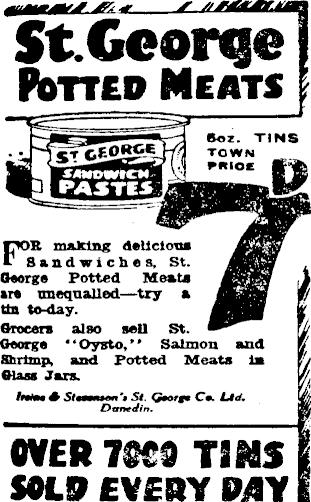 St. George
POTTED MEATS
ST GEORGE
SANDWICH
PASTES
6oz. TINS
TOWN
PRICE
7D
FOR making delicious
Sandwiches, St.
George Potted Meats
are unequalled—try a
tin to-day.
Grocers also sell St.
George "Oysto," Salmon and
Shrimp, and Potted Meats in
Glass Jars.
Irvine & Stevenson's St. George Co. Ltd.
Dunedin.
OVER 7000 TINS
SOLD EVERY DAY